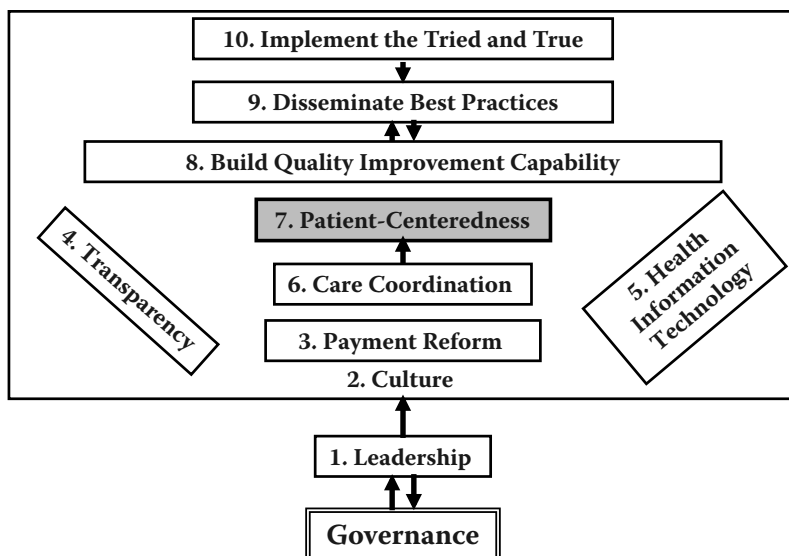 10. Implement the Tried and True
9. Disseminate Best Practices
8. Build Quality Improvement Capability
7. Patient-Centeredness
4. Transparency
5. Health
Information
Technology
6. Care Coordination
3. Payment Reform
2. Culture
1. Leadership
Governance